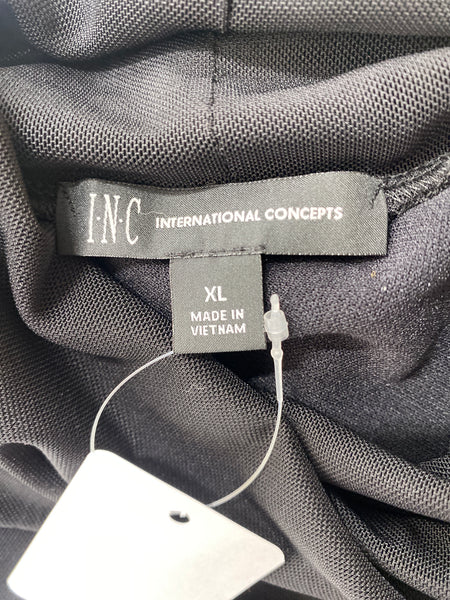 I·N·C INTERNATIONAL CONCEPTS
XL
MADE IN
VIETNAM